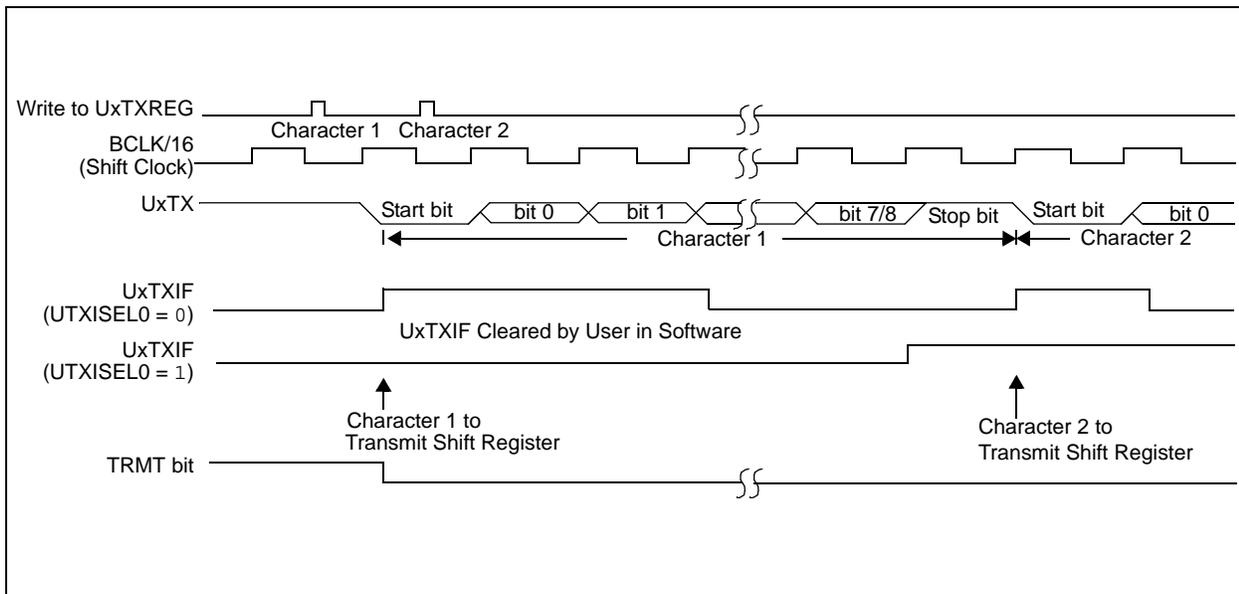 Write to UxTXREG
Character 1
Character 2
BCLK/16
(Shift Clock)
UxTX
Start bit
bit 0
bit 1
bit 7/8
Stop bit
Start bit
bit 0
Character 1
Character 2
UxTXIF
(UTXISEL0 = 0)
UxTXIF Cleared by User in Software
UxTXIF
(UTXISEL0 = 1)
Character 1 to
Transmit Shift Register
Character 2 to
Transmit Shift Register
TRMT bit